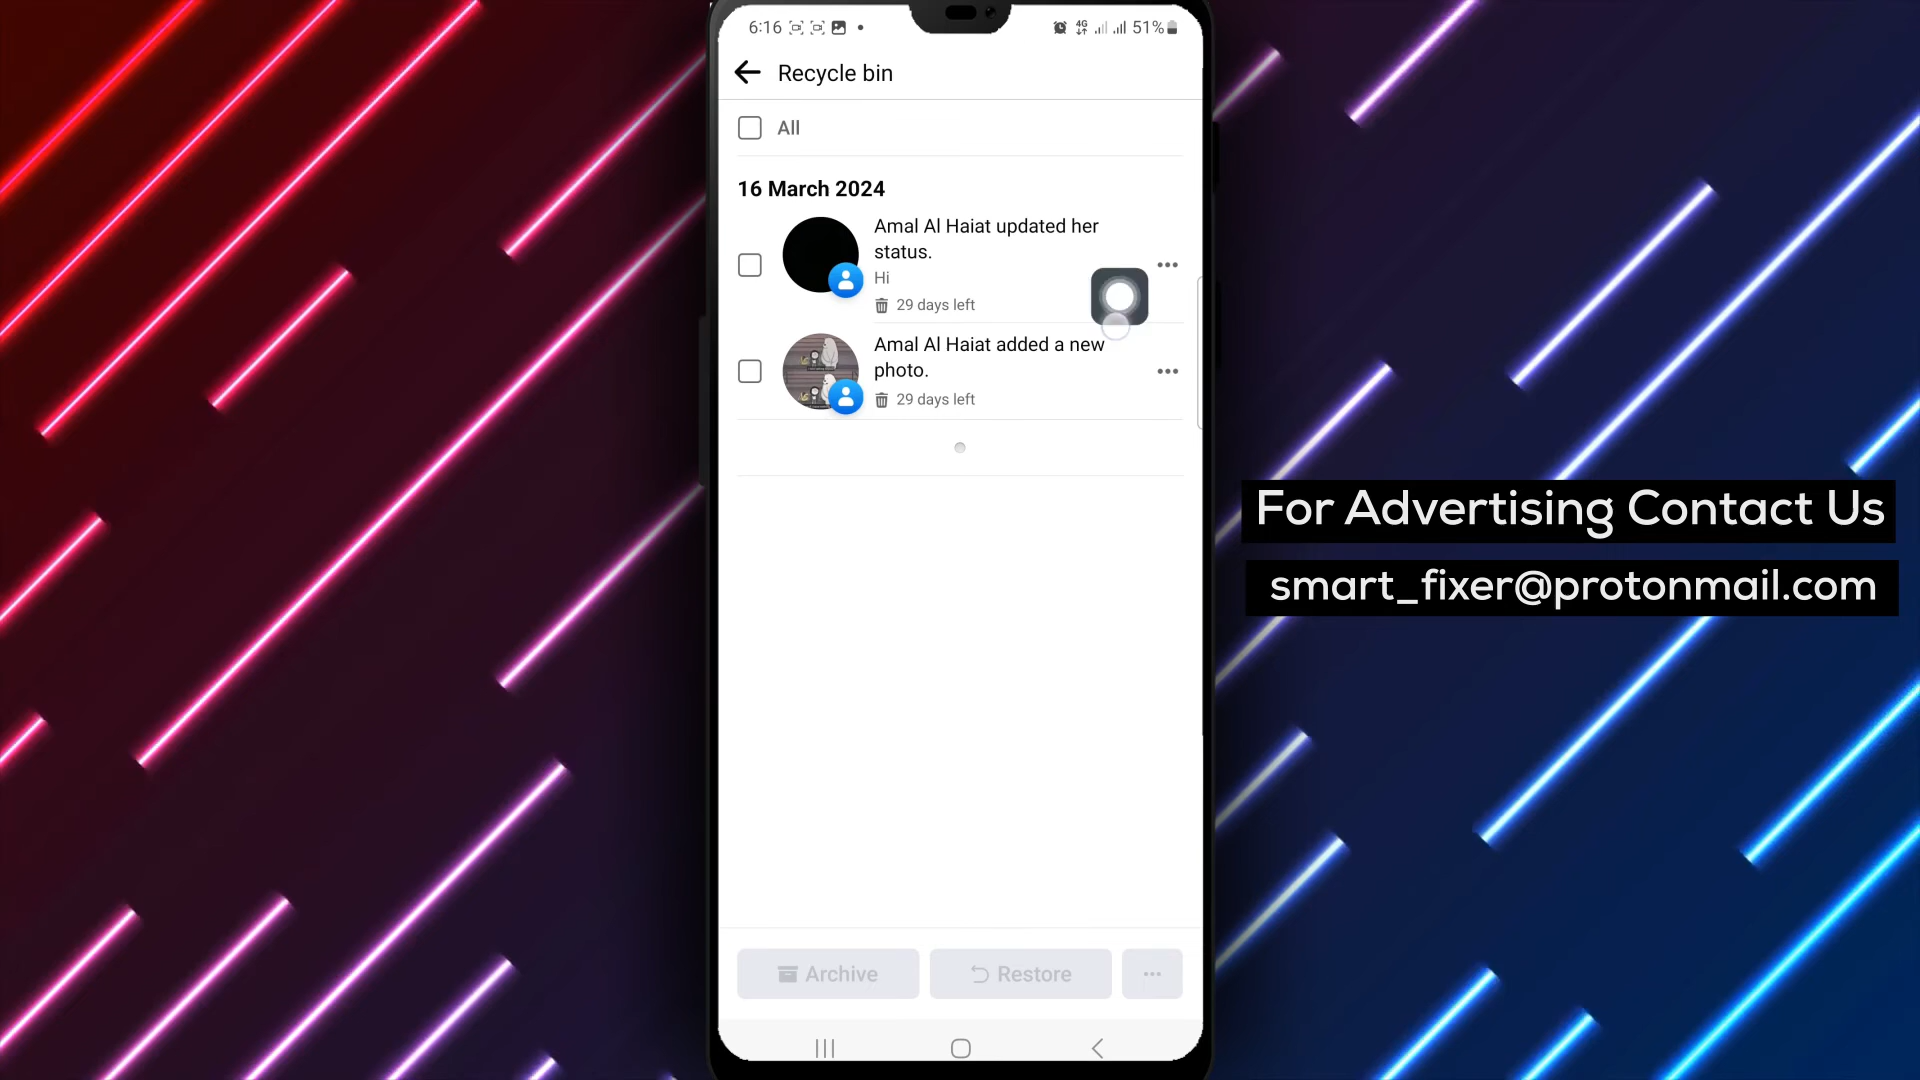 6:16
4G
51%
Recycle bin
All
16 March 2024
Amal Al Haiat updated her
status.
Hi
29 days left
Amal Al Haiat added a new
photo.
29 days left
Archive
Restore
For Advertising Contact Us
smart_fixer@protonmail.com